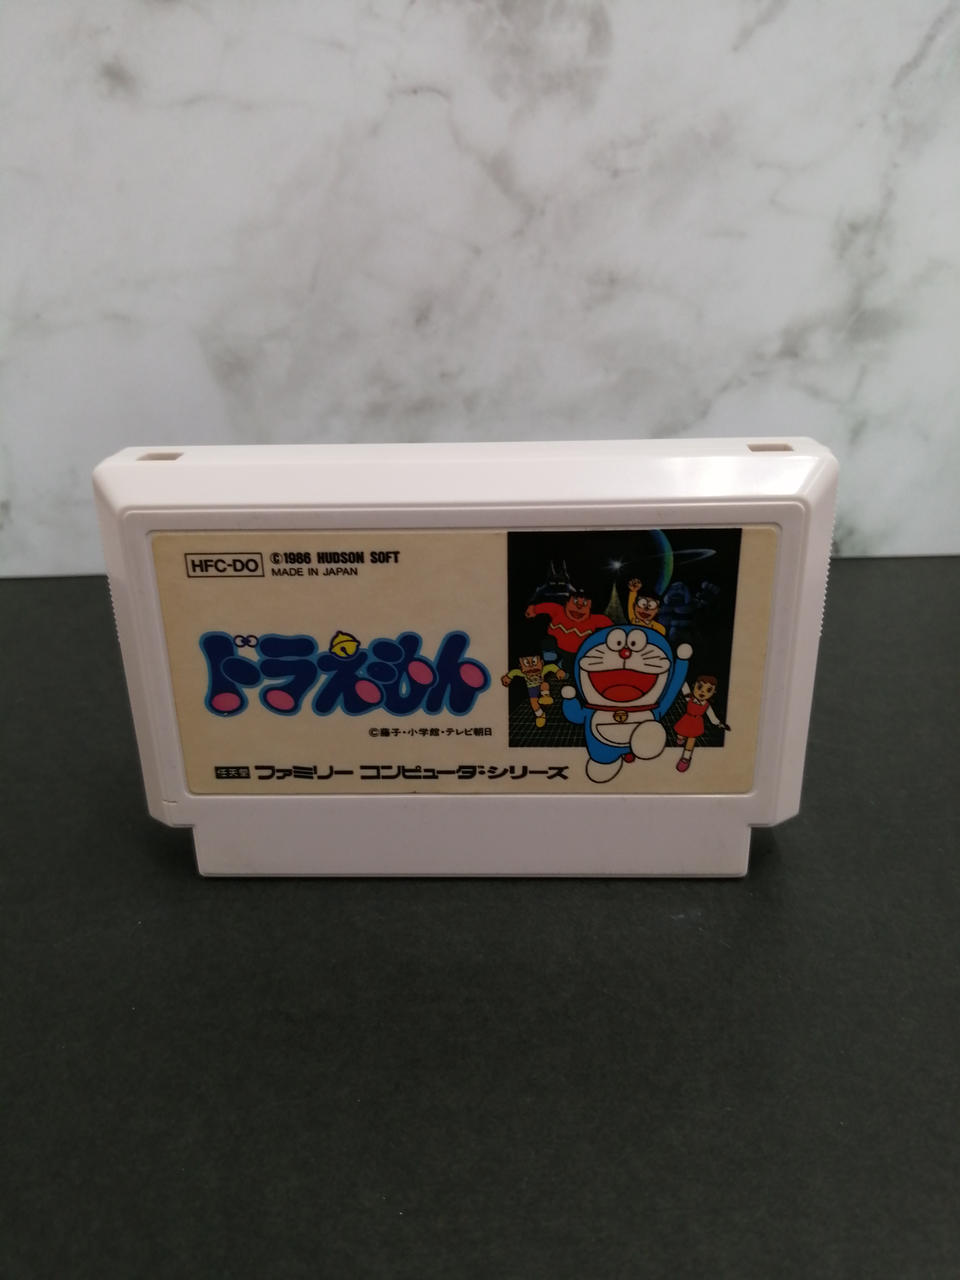 HFC-DO
©1986 HUDSON SOFT
MADE IN JAPAN
ドラえもん
©藤子・小学館・テレビ朝日
任天堂 ファミリー コンピュータ・シリーズ